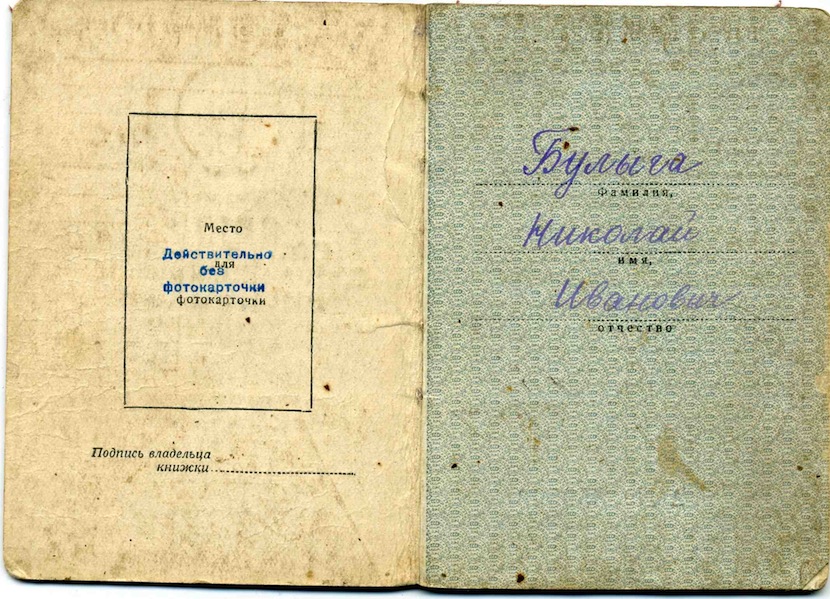 Место
Действительно
для
без
фотокарточки
фотокарточки
Подпись владельца
книжки
Булыга
Фамилия,
Николай
имя,
Иванович
отчество